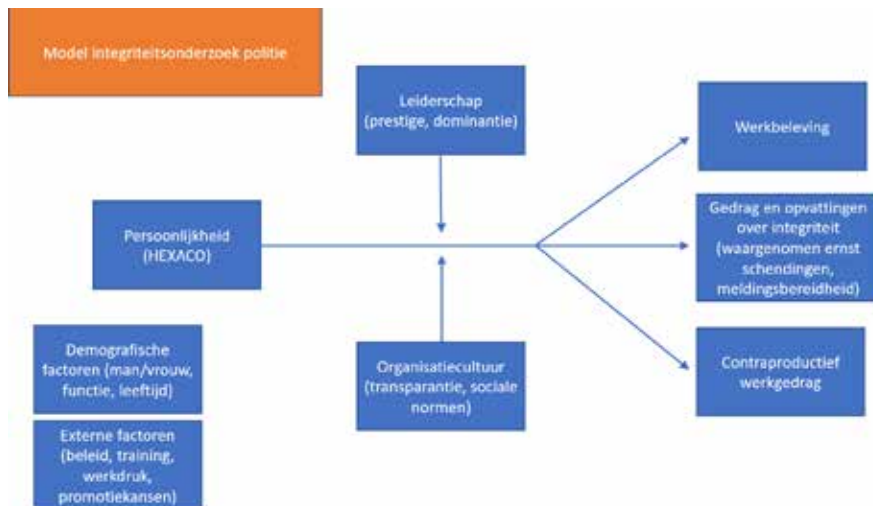 Model integriteitsonderzoek politie
Leiderschap
(prestige, dominantie)
Werkbeleving
Persoonlijkheid
(HEXACO)
Gedrag en opvattingen
over integriteit
(waargenomen ernst
schendingen,
meldingsbereidheid)
Demografische
factoren (man/vrouw,
functie, leeftijd)
Organisatiecultuur
(transparantie, sociale
normen)
Contraproductief
werkgedrag
Externe factoren
(beleid, training,
werkdruk,
promotiekansen)